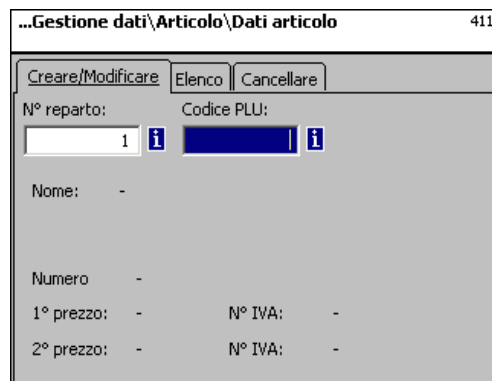 ...Gestione dati\Articolo\Dati articolo 411
Creare/Modificare Elenco Cancellare
N° reparto: Codice PLU:
1 i i
Nome: -
Numero -
1° prezzo: - N° IVA: -
2° prezzo: - N° IVA: -